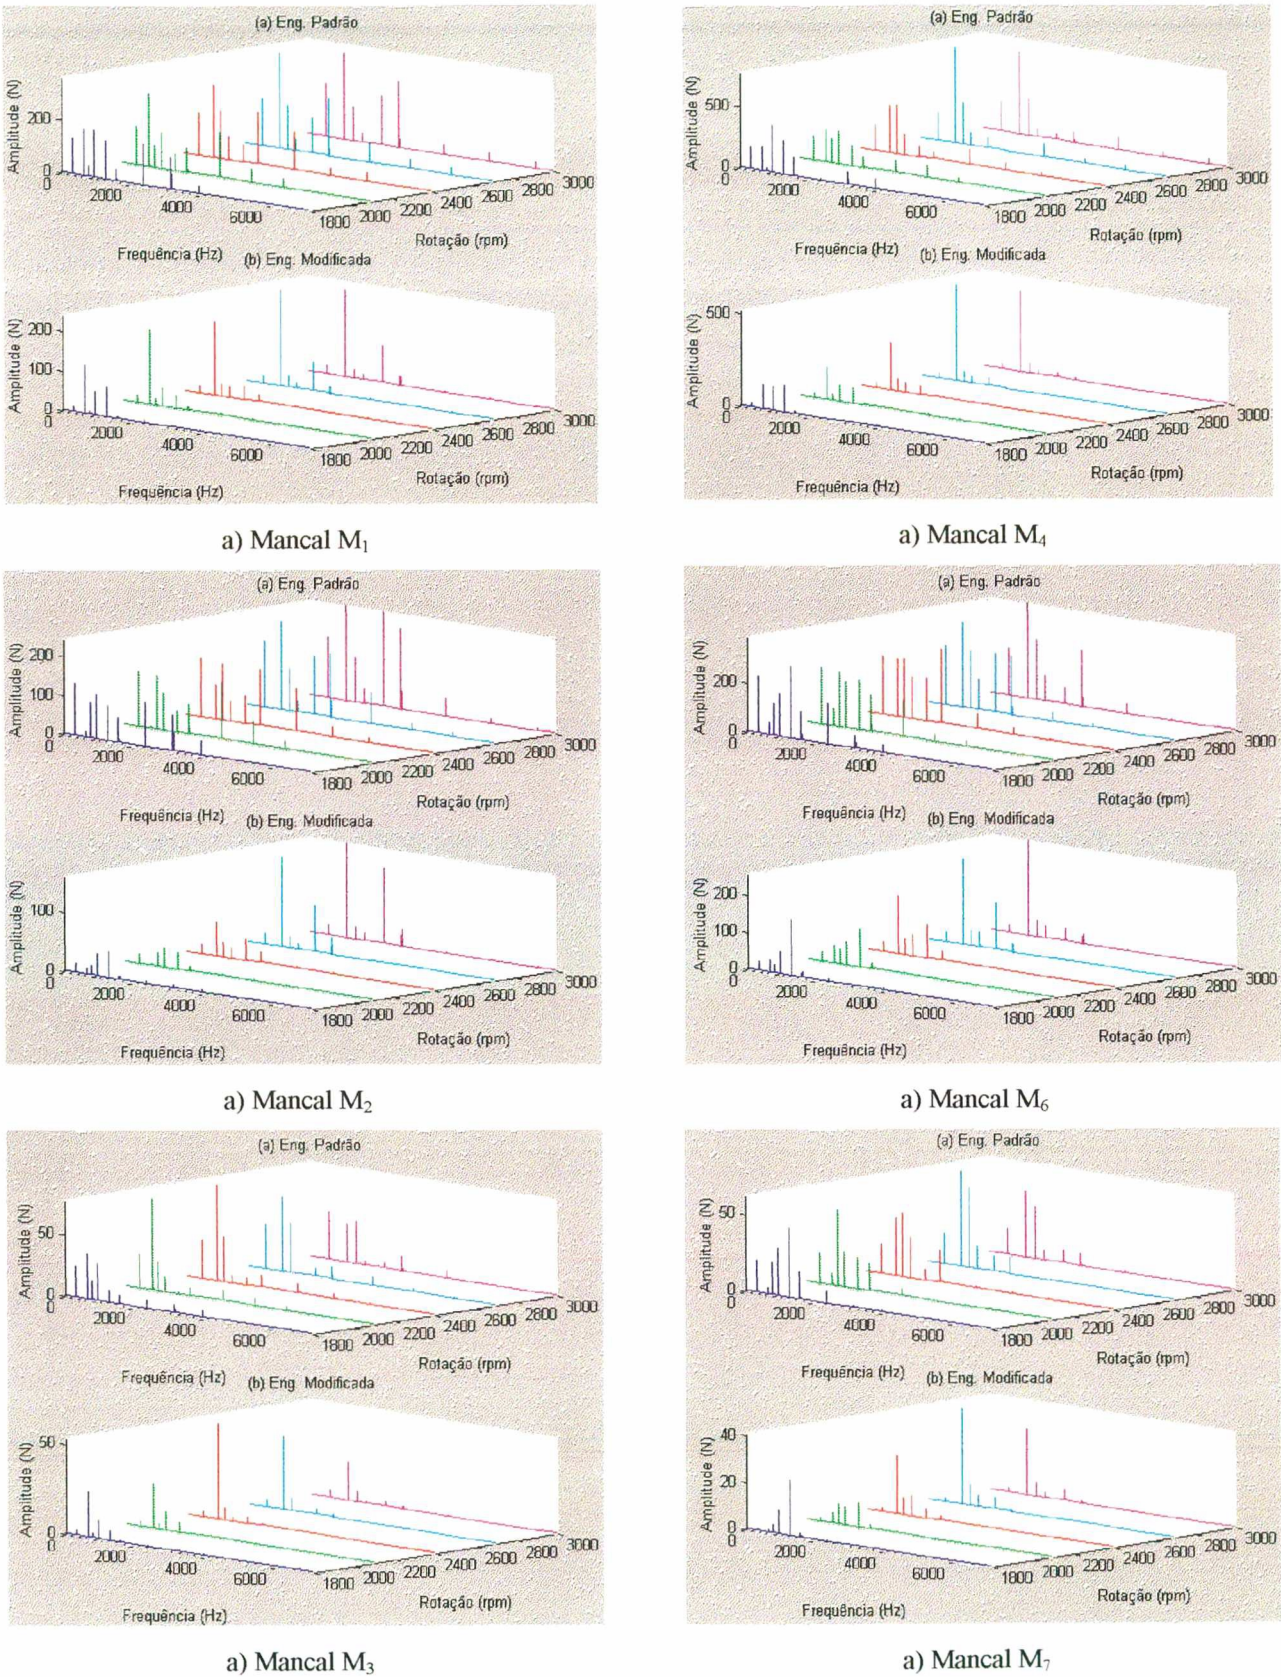 (a) Eng. Padrão
Amplitude (N)
200
0
0
2000
4000
6000
1800
2000
2200
2400
2600
2800
3000
Frequência (Hz)
Rotação (rpm)
(b) Eng. Modificada
Amplitude (N)
200
100
0
0
2000
4000
6000
1800
2000
2200
2400
2600
2800
3000
Frequência (Hz)
Rotação (rpm)
a) Mancal M₁
(a) Eng. Padrão
Amplitude (N)
500
0
0
2000
4000
6000
1800
2000
2200
2400
2600
2800
3000
Frequência (Hz)
Rotação (rpm)
(b) Eng. Modificada
Amplitude (N)
500
0
0
2000
4000
6000
1800
2000
2200
2400
2600
2800
3000
Frequência (Hz)
Rotação (rpm)
a) Mancal M₄
(a) Eng. Padrão
Amplitude (N)
200
100
0
0
2000
4000
6000
1800
2000
2200
2400
2600
2800
3000
Frequência (Hz)
Rotação (rpm)
(b) Eng. Modificada
Amplitude (N)
100
0
0
2000
4000
6000
1800
2000
2200
2400
2600
2800
3000
Frequência (Hz)
Rotação (rpm)
a) Mancal M₂
(a) Eng. Padrão
Amplitude (N)
200
0
0
2000
4000
6000
1800
2000
2200
2400
2600
2800
3000
Frequência (Hz)
Rotação (rpm)
(b) Eng. Modificada
Amplitude (N)
200
100
0
0
2000
4000
6000
1800
2000
2200
2400
2600
2800
3000
Frequência (Hz)
Rotação (rpm)
a) Mancal M₆
(a) Eng. Padrão
Amplitude (N)
50
0
0
2000
4000
6000
1800
2000
2200
2400
2600
2800
3000
Frequência (Hz)
Rotação (rpm)
(b) Eng. Modificada
Amplitude (N)
50
0
0
2000
4000
6000
1800
2000
2200
2400
2600
2800
3000
Frequência (Hz)
Rotação (rpm)
a) Mancal M₃
(a) Eng. Padrão
Amplitude (N)
50
0
0
2000
4000
6000
1800
2000
2200
2400
2600
2800
3000
Frequência (Hz)
Rotação (rpm)
(b) Eng. Modificada
Amplitude (N)
40
20
0
0
2000
4000
6000
1800
2000
2200
2400
2600
2800
3000
Frequência (Hz)
Rotação (rpm)
a) Mancal M₇